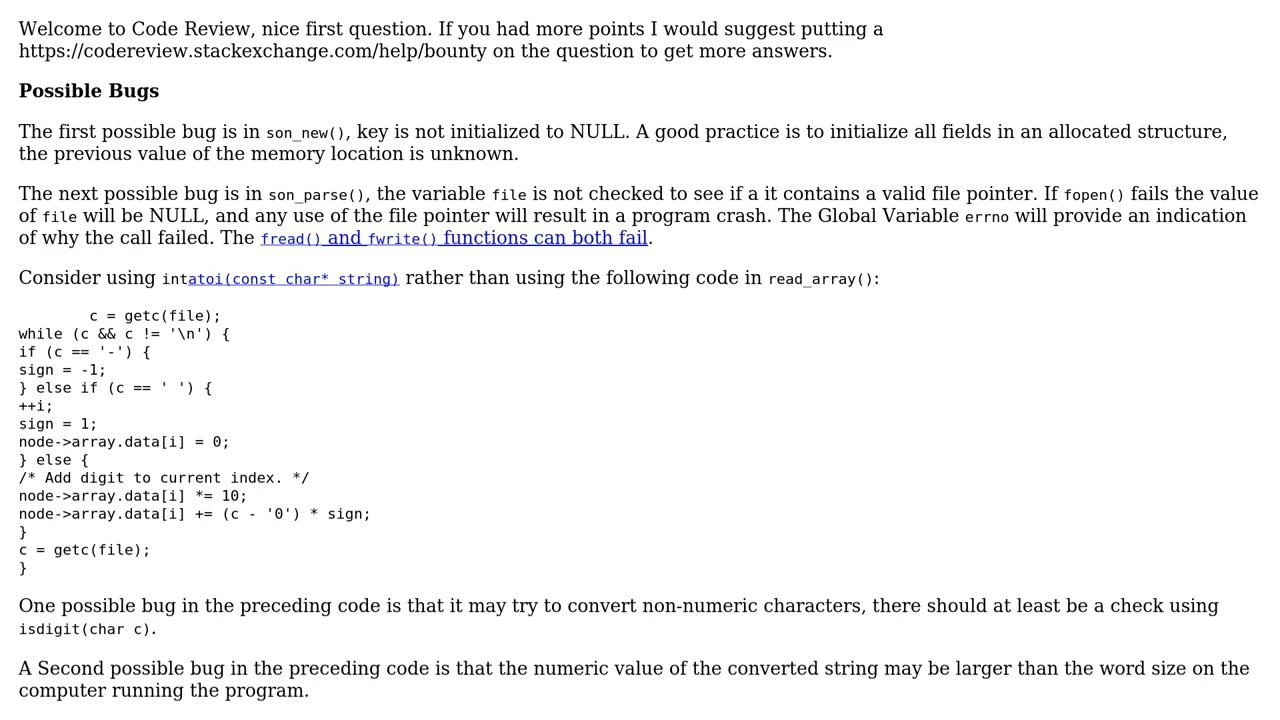 Welcome to Code Review, nice first question. If you had more points I would suggest putting a
https://codereview.stackexchange.com/help/bounty on the question to get more answers.
Possible Bugs
The first possible bug is in son_new(), key is not initialized to NULL. A good practice is to initialize all fields in an allocated structure,
the previous value of the memory location is unknown.
The next possible bug is in son_parse(), the variable file is not checked to see if a it contains a valid file pointer. If fopen() fails the value
of file will be NULL, and any use of the file pointer will result in a program crash. The Global Variable errno will provide an indication
of why the call failed. The fread() and fwrite() functions can both fail.
Consider using intatoi(const char* string) rather than using the following code in read_array():
c = getc(file);
while (c && c != '\n') {
if (c == '-') {
sign = -1;
} else if (c == ' ') {
++i;
sign = 1;
node->array.data[i] = 0;
} else {
/* Add digit to current index. */
node->array.data[i] *= 10;
node->array.data[i] += (c - '0') * sign;
}
c = getc(file);
}
One possible bug in the preceding code is that it may try to convert non-numeric characters, there should at least be a check using
isdigit(char c).
A Second possible bug in the preceding code is that the numeric value of the converted string may be larger than the word size on the
computer running the program.